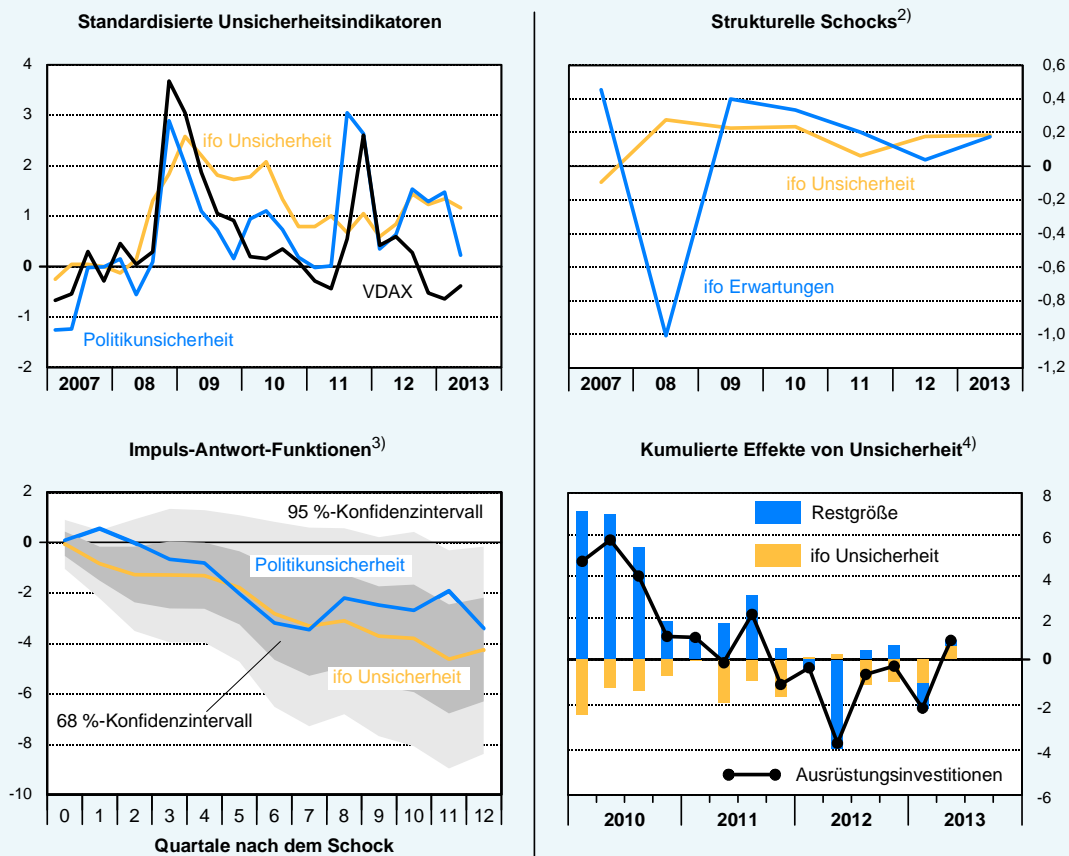 Standardisierte Unsicherheitsindikatoren
4
3
2
1
0
-1
-2
ifo Unsicherheit
VDAX
Politikunsicherheit
2007 08 09 10 11 12 2013
Strukturelle Schocks2)
0,6
0,4
0,2
0
-0,2
-0,4
-0,6
-0,8
-1,0
-1,2
ifo Unsicherheit
ifo Erwartungen
2007 08 09 10 11 12 2013
Impuls-Antwort-Funktionen3)
2
0
-2
-4
-6
-8
-10
95 %-Konfidenzintervall
Politikunsicherheit
ifo Unsicherheit
68 %-Konfidenzintervall
0 1 2 3 4 5 6 7 8 9 10 11 12
Quartale nach dem Schock
Kumulierte Effekte von Unsicherheit4)
8
6
4
2
0
-2
-4
-6
Restgröße
ifo Unsicherheit
Ausrüstungsinvestitionen
2010 2011 2012 2013